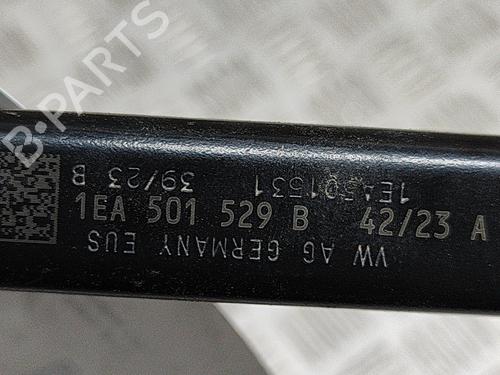 B-PARTS
39/23 B 1EA501531
1EA 501 529 B 42/23 A
VW AG GERMANY EUS